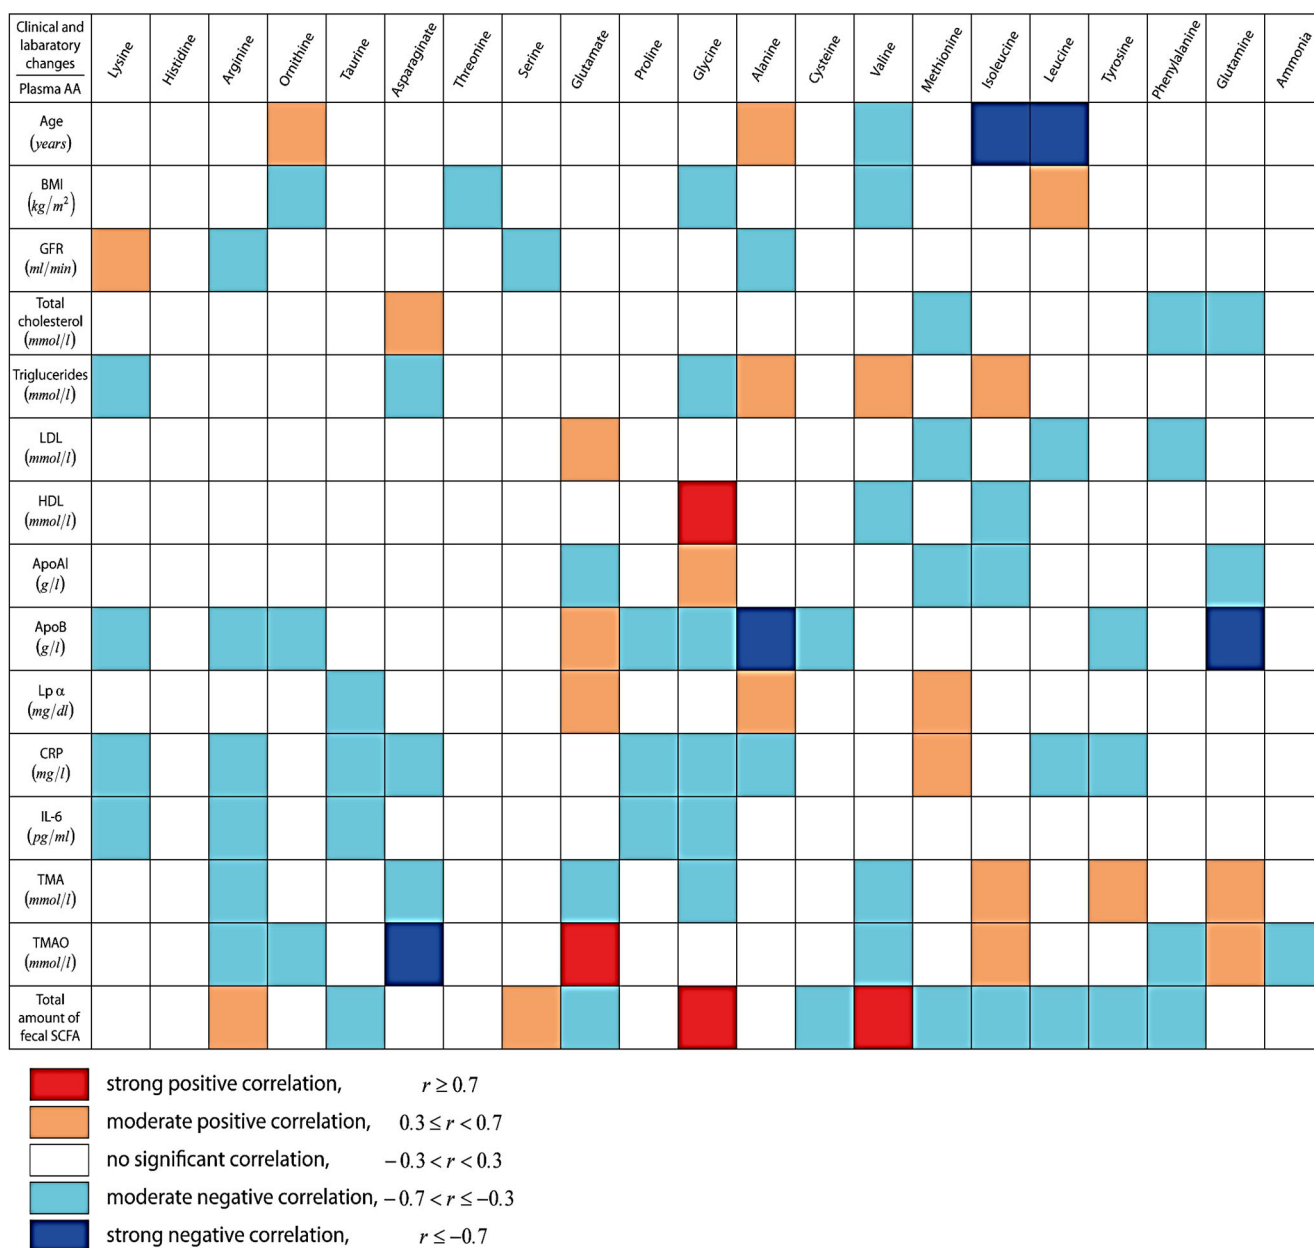 Clinical and
labaratory
changes
Plasma AA
Lysine
Histidine
Arginine
Ornithine
Taurine
Asparaginate
Threonine
Serine
Glutamate
Proline
Glycine
Alanine
Cysteine
Valine
Methionine
Isoleucine
Leucine
Tyrosine
Phenylalanine
Glutamine
Ammonia
Age
(years)
BMI
(kg/m²)
GFR
(ml/min)
Total
cholesterol
(mmol/l)
Triglucerides
(mmol/l)
LDL
(mmol/l)
HDL
(mmol/l)
ApoAI
(g/l)
ApoB
(g/l)
Lp α
(mg/dl)
CRP
(mg/l)
IL-6
(pg/ml)
TMA
(mmol/l)
TMAO
(mmol/l)
Total
amount of
fecal SCFA
strong positive correlation, r ≥ 0.7
moderate positive correlation, 0.3 ≤ r < 0.7
no significant correlation, −0.3 < r < 0.3
moderate negative correlation, −0.7 < r ≤ −0.3
strong negative correlation, r ≤ −0.7